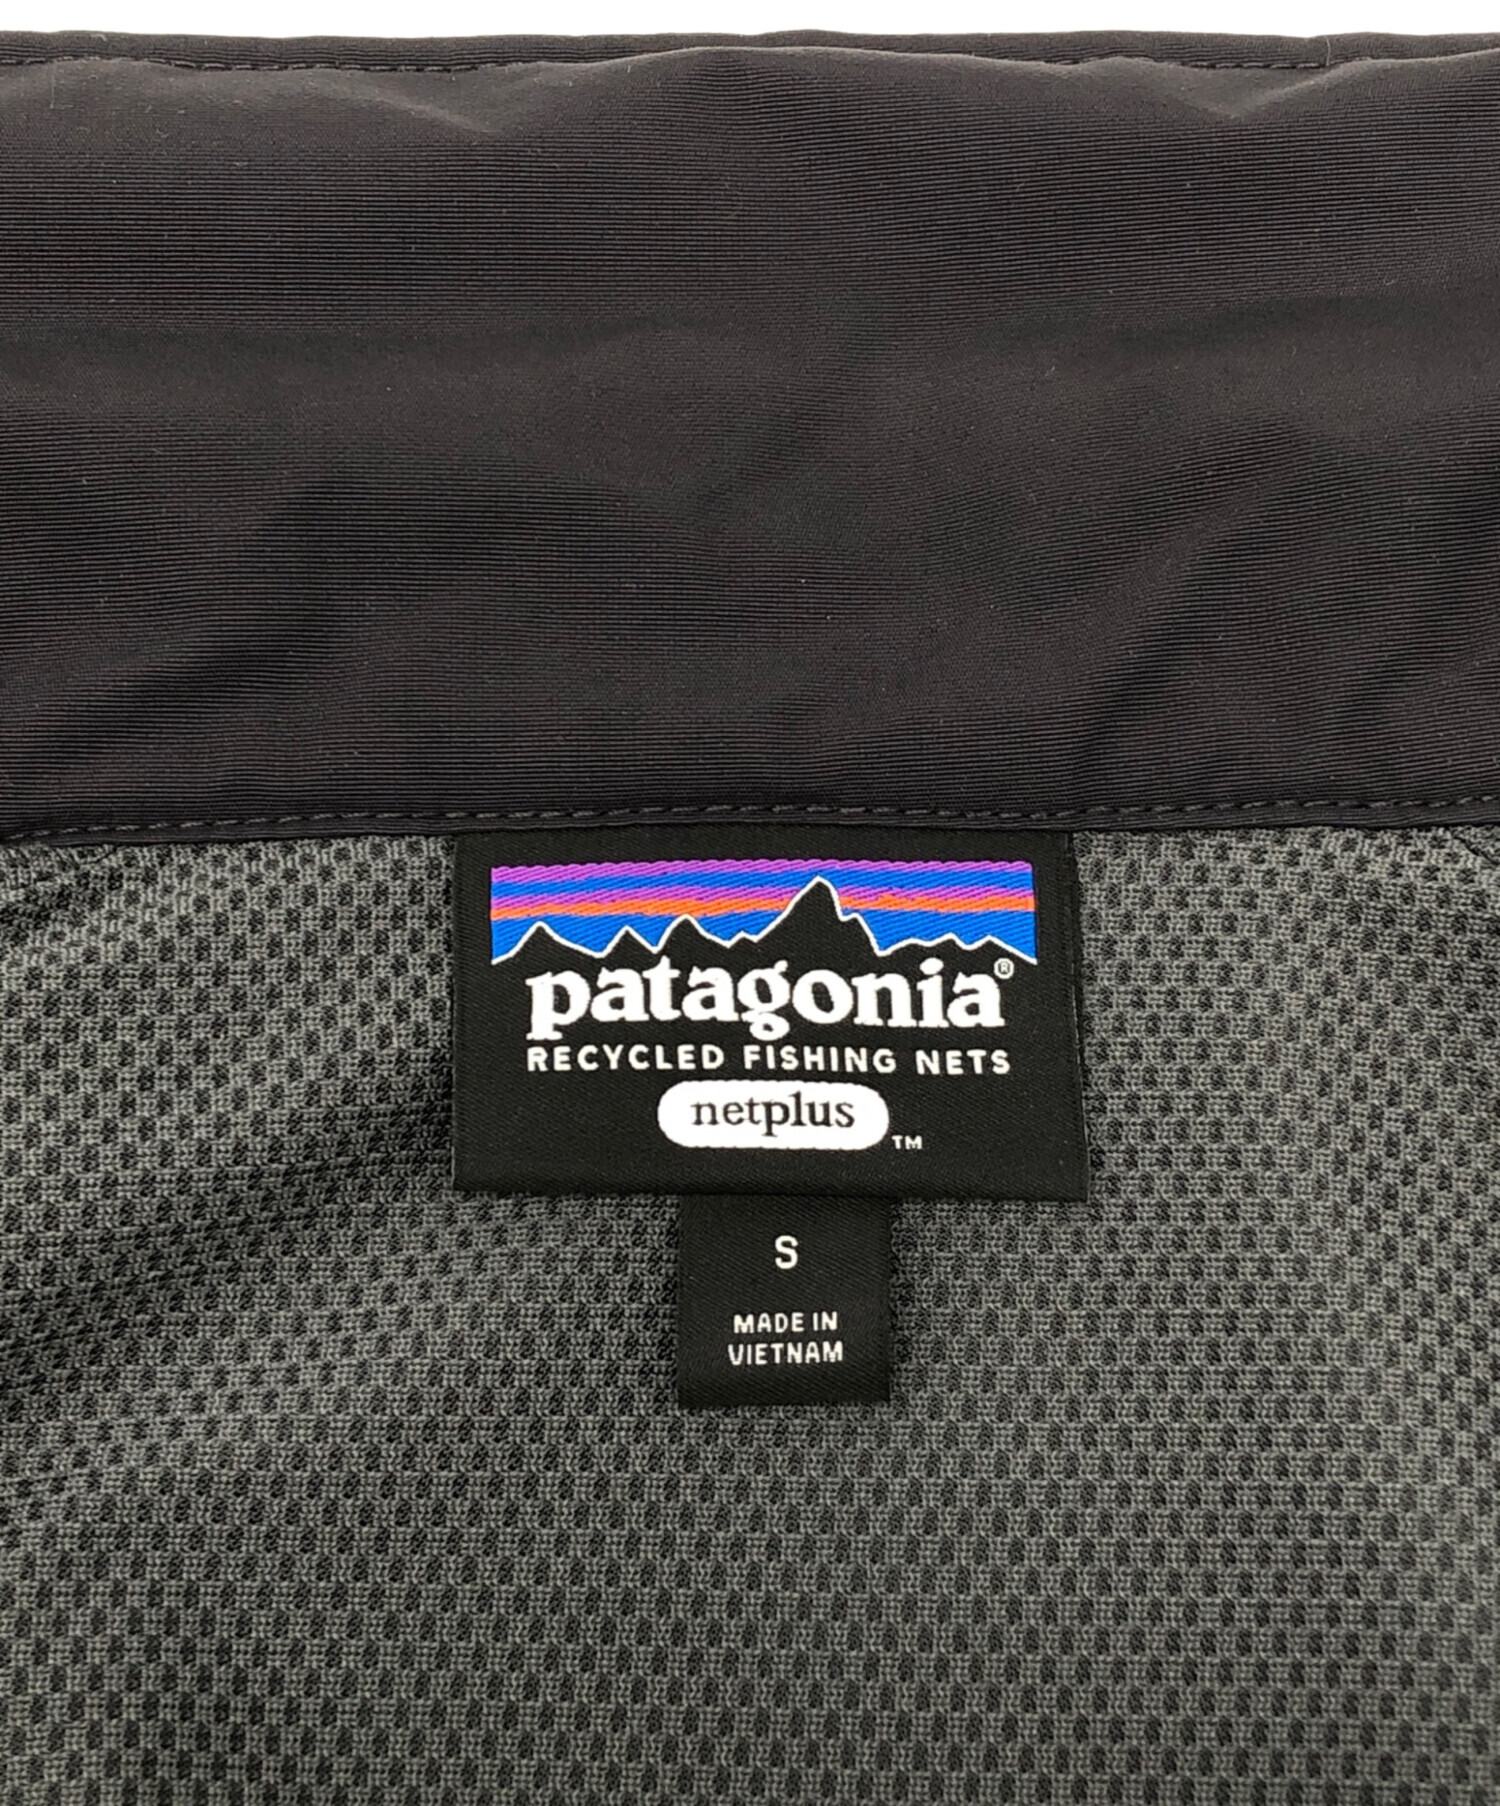 patagonia®
RECYCLED FISHING NETS
netplus ™
S
MADE IN
VIETNAM